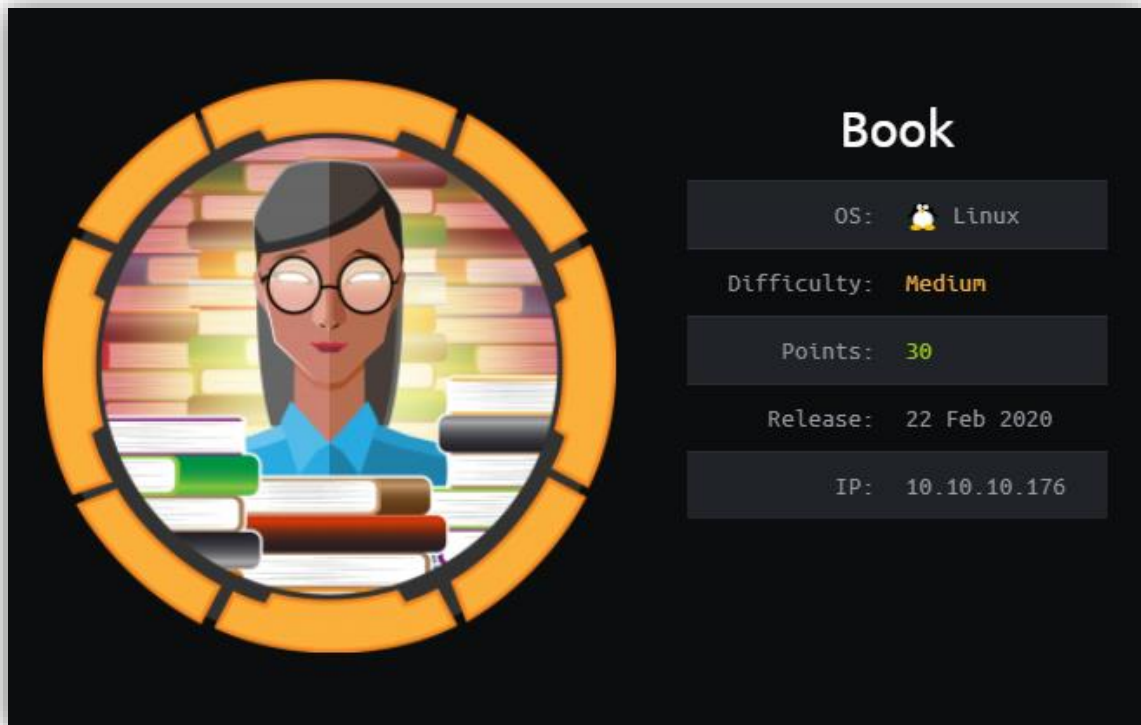 Book
OS: Linux
Difficulty: Medium
Points: 30
Release: 22 Feb 2020
IP: 10.10.10.176